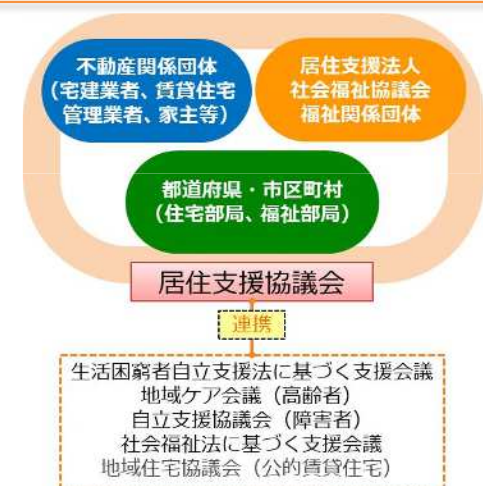 不動産関係団体
（宅建業者、賃貸住宅
管理業者、家主等）
居住支援法人
社会福祉協議会
福祉関係団体
都道府県・市区町村
（住宅部局、福祉部局）
居住支援協議会
連携
生活困窮者自立支援法に基づく支援会議
地域ケア会議（高齢者）
自立支援協議会（障害者）
社会福祉法に基づく支援会議
地域住宅協議会（公的賃貸住宅）